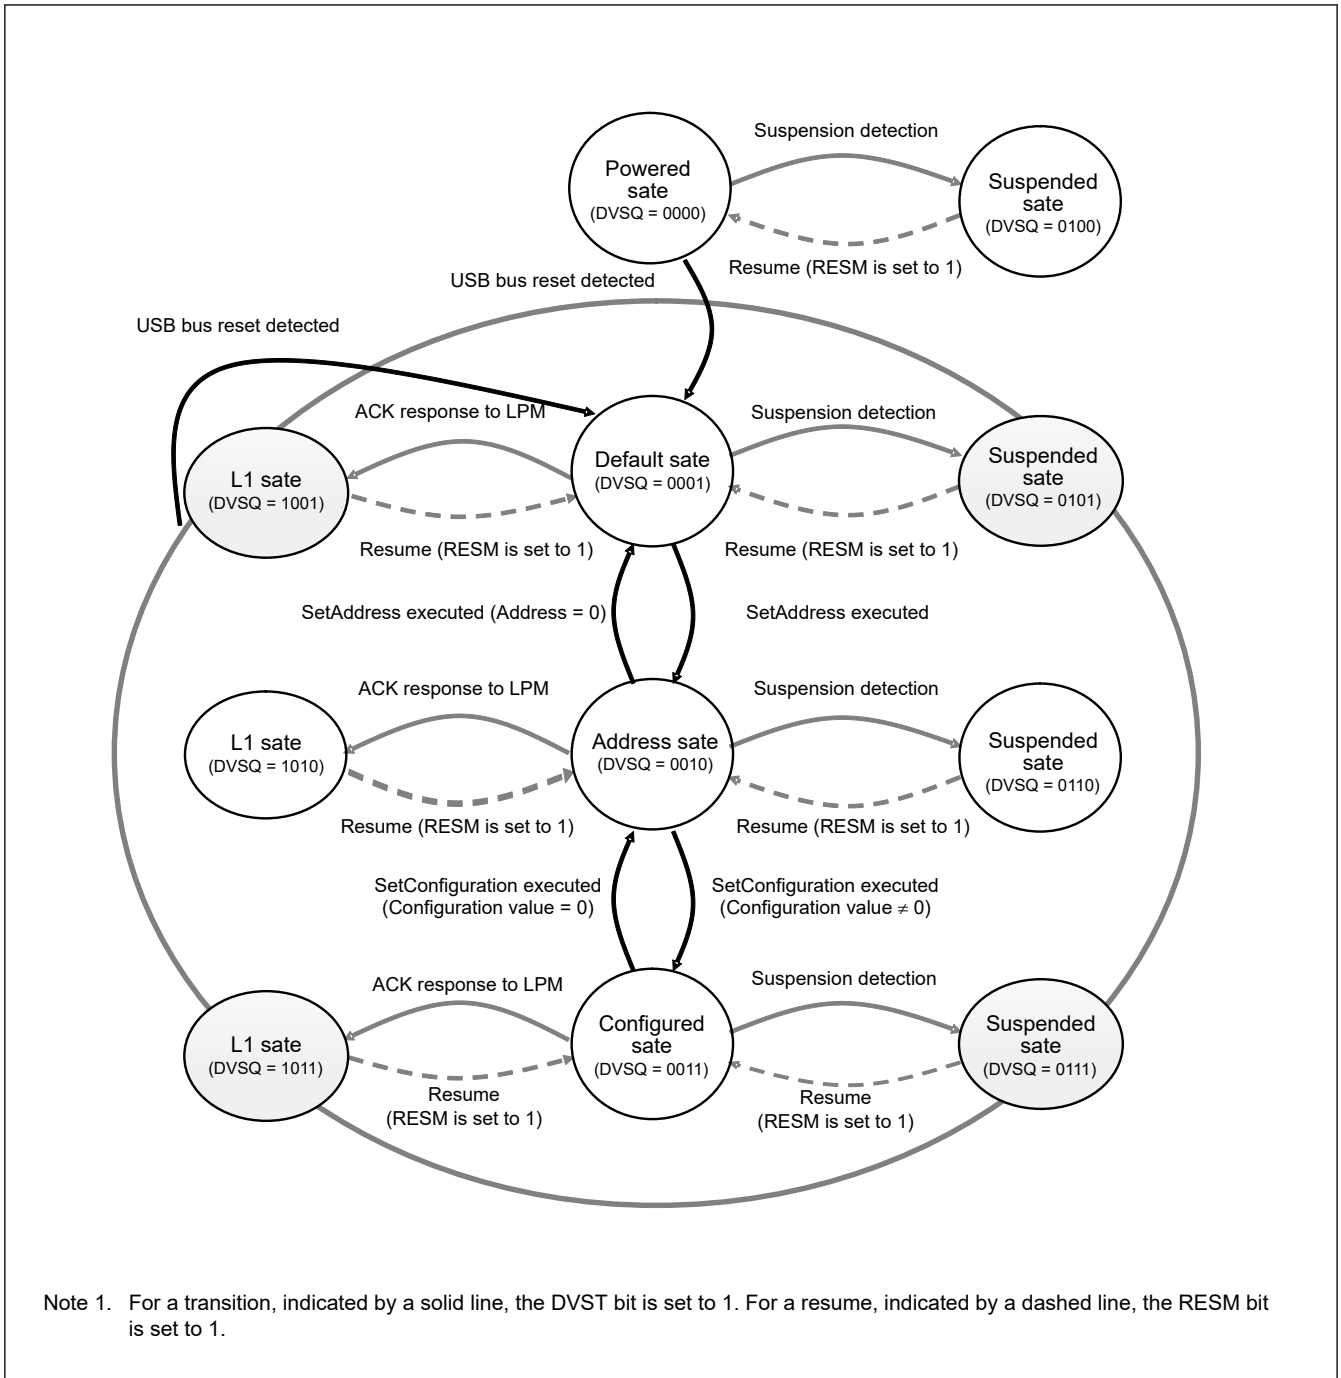 Suspension detection
Powered
sate
(DVSQ = 0000)
Suspended
sate
(DVSQ = 0100)
Resume (RESM is set to 1)
USB bus reset detected
USB bus reset detected
ACK response to LPM
Suspension detection
L1 sate
(DVSQ = 1001)
Default sate
(DVSQ = 0001)
Suspended
sate
(DVSQ = 0101)
Resume (RESM is set to 1)
Resume (RESM is set to 1)
SetAddress executed (Address = 0)
SetAddress executed
ACK response to LPM
Suspension detection
L1 sate
(DVSQ = 1010)
Address sate
(DVSQ = 0010)
Suspended
sate
(DVSQ = 0110)
Resume (RESM is set to 1)
Resume (RESM is set to 1)
SetConfiguration executed
(Configuration value = 0)
SetConfiguration executed
(Configuration value ≠ 0)
ACK response to LPM
Suspension detection
L1 sate
(DVSQ = 1011)
Configured
sate
(DVSQ = 0011)
Suspended
sate
(DVSQ = 0111)
Resume
(RESM is set to 1)
Resume
(RESM is set to 1)
Note 1. For a transition, indicated by a solid line, the DVST bit is set to 1. For a resume, indicated by a dashed line, the RESM bit
is set to 1.